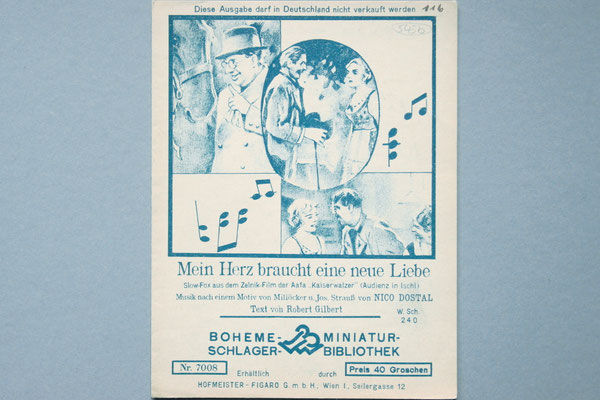 Diese Ausgabe darf in Deutschland nicht verkauft werden 116
Mein Herz braucht eine neue Liebe
Slow-Fox aus dem Zelnik-Film der Aafa „Kaiserwalzer" (Audienz in Ischl)
Musik nach einem Motiv von Millöcker u. Jos. Strauß von NICO DOSTAL
Text von Robert Gilbert
W. Sch.
240
BOHEME- MINIATUR-
SCHLAGER- BIBLIOTHEK
Nr. 7008 Erhältlich durch Preis 40 Groschen
HOFMEISTER - FIGARO G. m. b. H., Wien I., Seilergasse 12